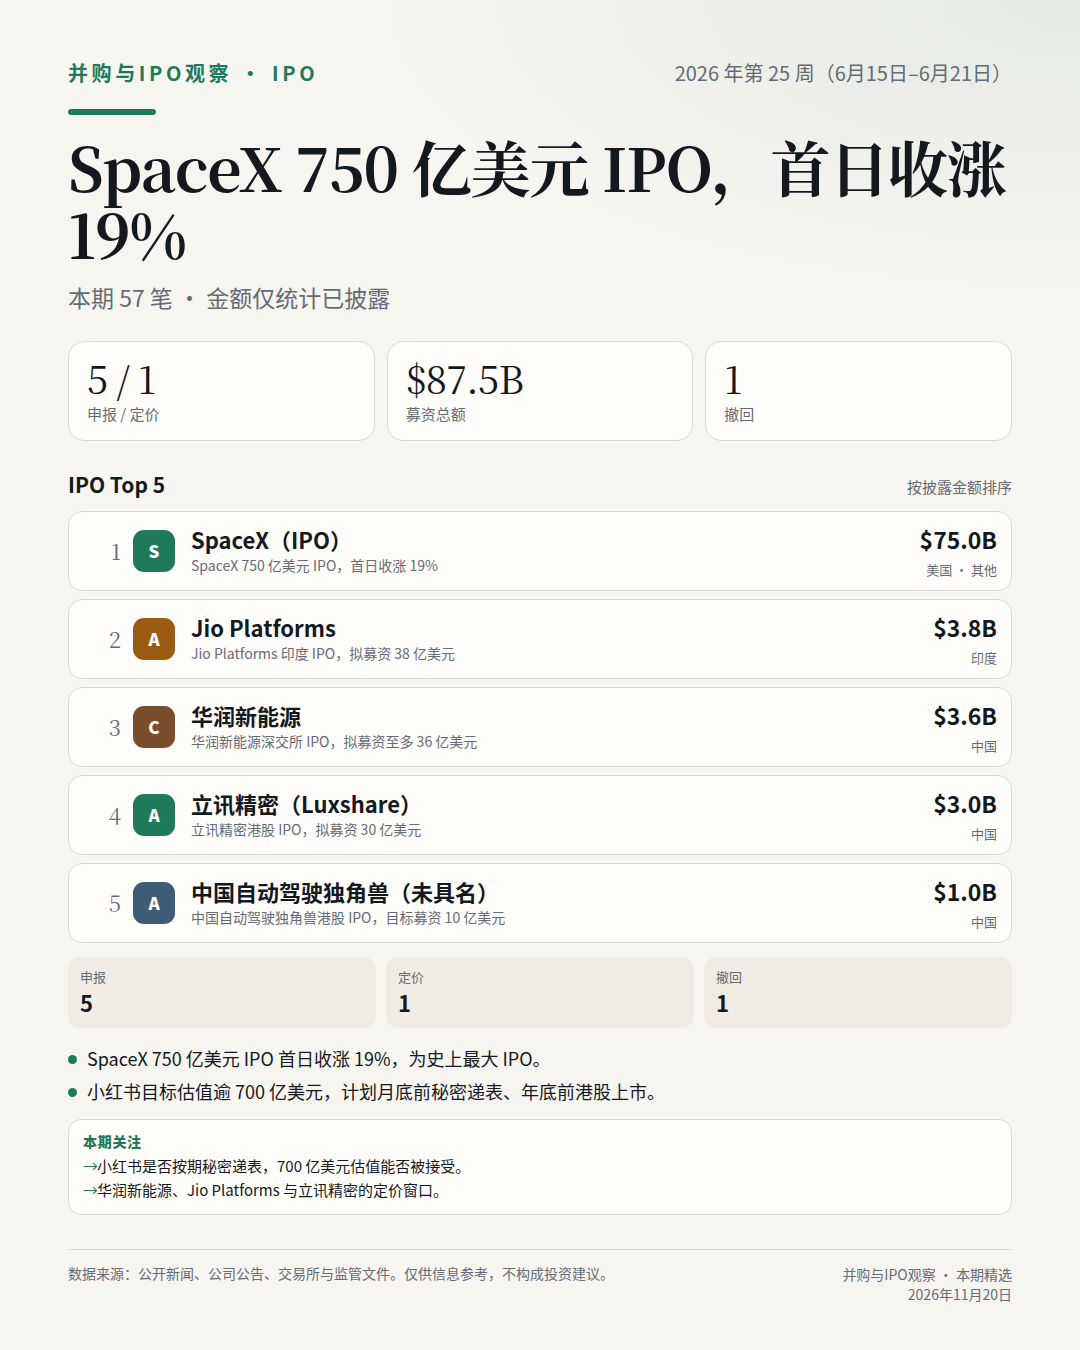 并购与IPO观察 • IPO
2026 年第 25 周（6月15日–6月21日）
SpaceX 750 亿美元 IPO，首日收涨
19%
本期 57 笔 • 金额仅统计已披露
5 / 1
申报 / 定价
$87.5B
募资总额
1
撤回
IPO Top 5
按披露金额排序
1
S
SpaceX（IPO）
SpaceX 750 亿美元 IPO，首日收涨 19%
$75.0B
美国 • 其他
2
A
Jio Platforms
Jio Platforms 印度 IPO，拟募资 38 亿美元
$3.8B
印度
3
C
华润新能源
华润新能源深交所 IPO，拟募资至多 36 亿美元
$3.6B
中国
4
A
立讯精密（Luxshare）
立讯精密港股 IPO，拟募资 30 亿美元
$3.0B
中国
5
A
中国自动驾驶独角兽（未具名）
中国自动驾驶独角兽港股 IPO，目标募资 10 亿美元
$1.0B
中国
申报
5
定价
1
撤回
1
SpaceX 750 亿美元 IPO 首日收涨 19%，为史上最大 IPO。
小红书目标估值逾 700 亿美元，计划月底前秘密递表、年底前港股上市。
本期关注
→小红书是否按期秘密递表，700 亿美元估值能否被接受。
→华润新能源、Jio Platforms 与立讯精密的定价窗口。
数据来源：公开新闻、公司公告、交易所与监管文件。仅供信息参考，不构成投资建议。
并购与IPO观察 • 本期精选
2026年11月20日